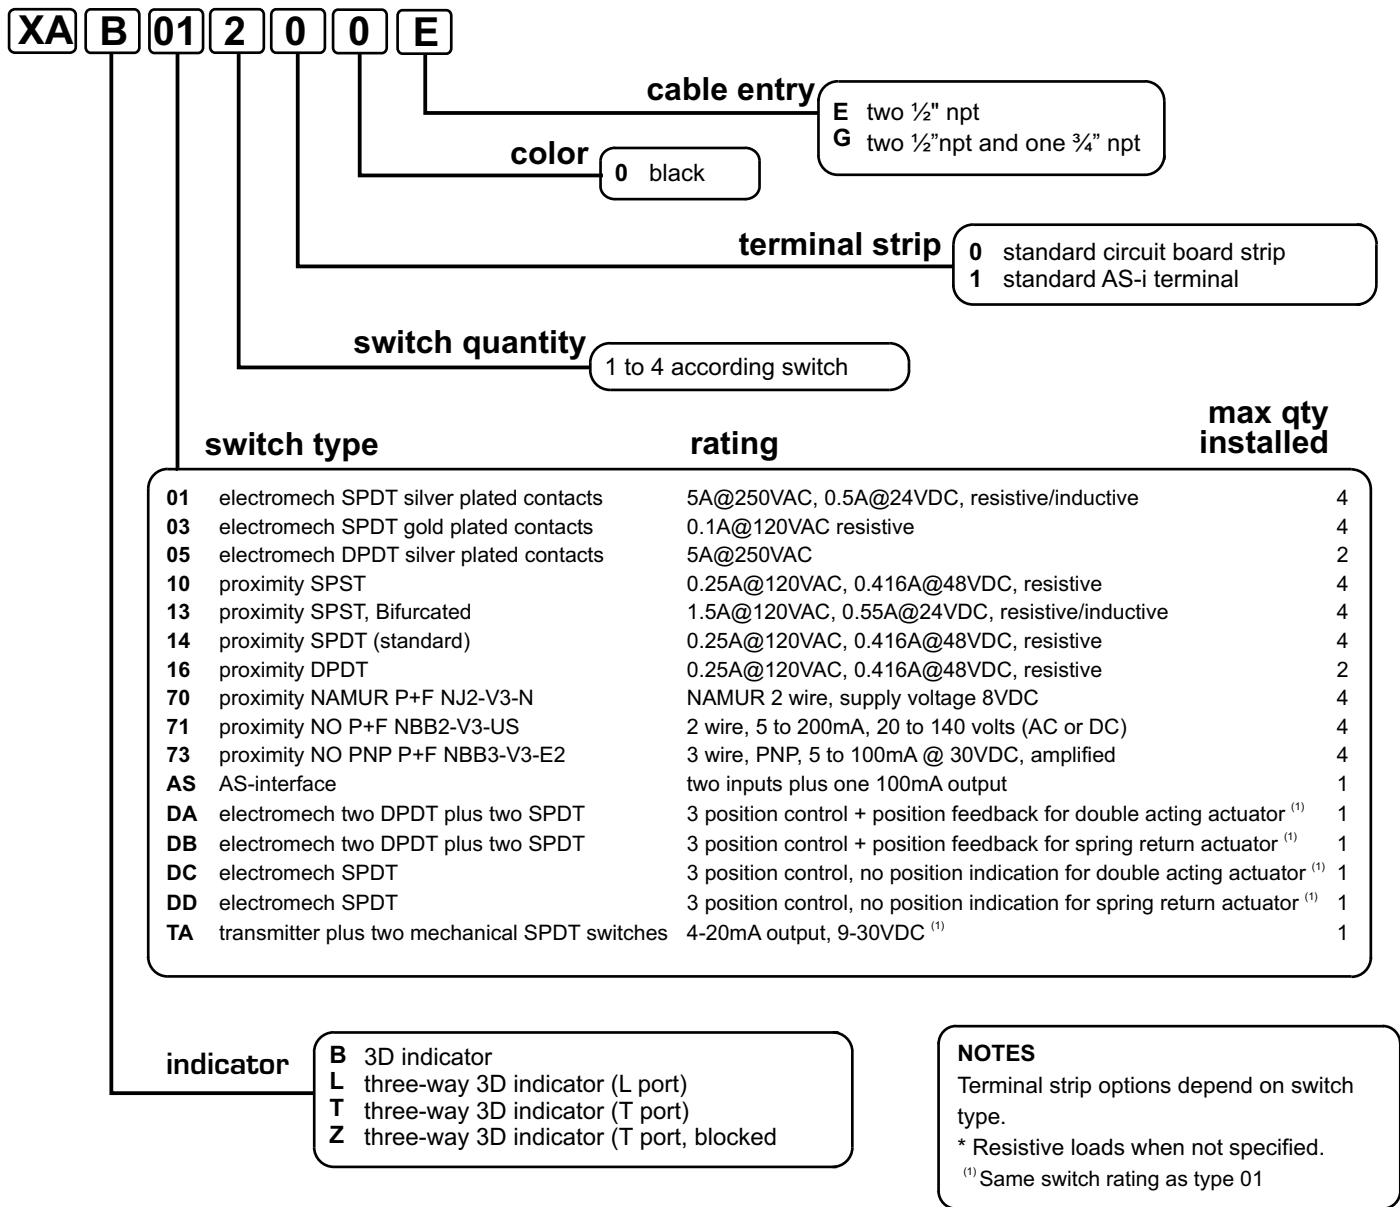 XA B 01 2 0 0 E
cable entry
E two ½" npt
G two ½”npt and one ¾” npt
color
0 black
terminal strip
0 standard circuit board strip
1 standard AS-i terminal
switch quantity
1 to 4 according switch
switch type rating max qty installed
01 electromech SPDT silver plated contacts 5A@250VAC, 0.5A@24VDC, resistive/inductive 4
03 electromech SPDT gold plated contacts 0.1A@120VAC resistive 4
05 electromech DPDT silver plated contacts 5A@250VAC 2
10 proximity SPST 0.25A@120VAC, 0.416A@48VDC, resistive 4
13 proximity SPST, Bifurcated 1.5A@120VAC, 0.55A@24VDC, resistive/inductive 4
14 proximity SPDT (standard) 0.25A@120VAC, 0.416A@48VDC, resistive 4
16 proximity DPDT 0.25A@120VAC, 0.416A@48VDC, resistive 2
70 proximity NAMUR P+F NJ2-V3-N NAMUR 2 wire, supply voltage 8VDC 4
71 proximity NO P+F NBB2-V3-US 2 wire, 5 to 200mA, 20 to 140 volts (AC or DC) 4
73 proximity NO PNP P+F NBB3-V3-E2 3 wire, PNP, 5 to 100mA @ 30VDC, amplified 4
AS AS-interface two inputs plus one 100mA output 1
DA electromech two DPDT plus two SPDT 3 position control + position feedback for double acting actuator (1) 1
DB electromech two DPDT plus two SPDT 3 position control + position feedback for spring return actuator (1) 1
DC electromech SPDT 3 position control, no position indication for double acting actuator (1) 1
DD electromech SPDT 3 position control, no position indication for spring return actuator (1) 1
TA transmitter plus two mechanical SPDT switches 4-20mA output, 9-30VDC (1) 1
indicator
B 3D indicator
L three-way 3D indicator (L port)
T three-way 3D indicator (T port)
Z three-way 3D indicator (T port, blocked
NOTES
Terminal strip options depend on switch
type.
* Resistive loads when not specified.
(1) Same switch rating as type 01